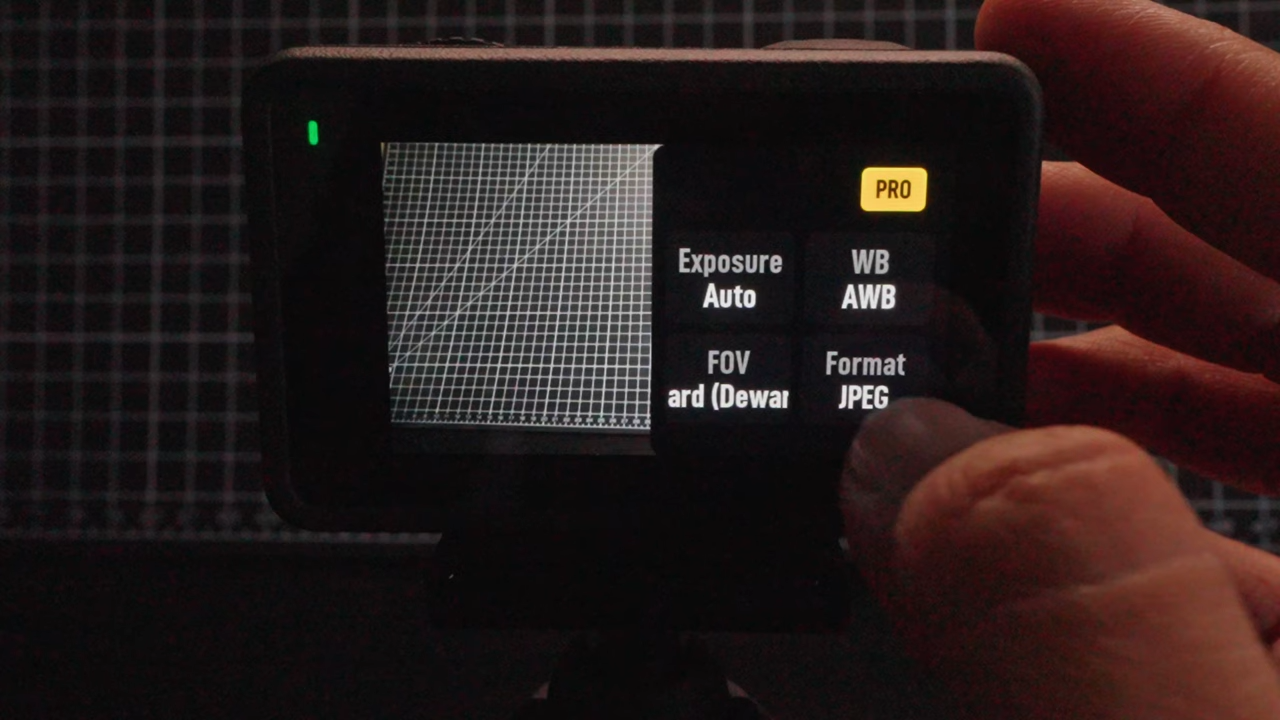 PRO
Exposure
Auto
WB
AWB
FOV
ard (Dewar
Format
JPEG